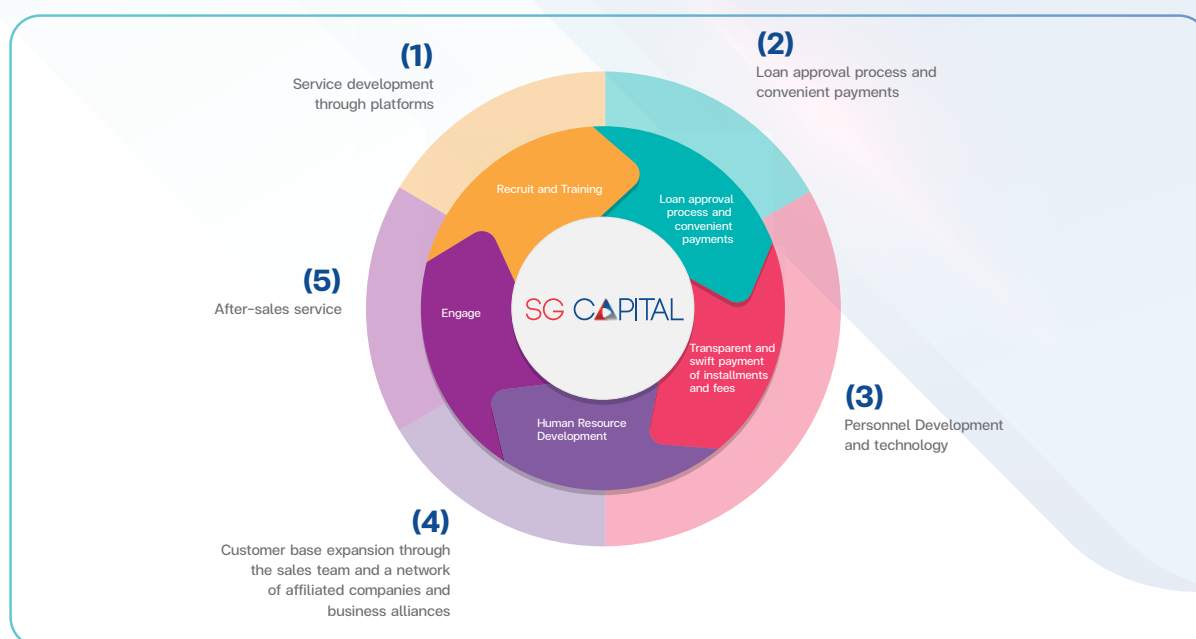 (1)
Service development
through platforms
(2)
Loan approval process and
convenient payments
Recruit and Training
Loan approval
process and
convenient
payments
(5)
After-sales service
Engage
SG CAPITAL
Transparent and
swift payment
of installments
and fees
(3)
Personnel Development
and technology
Human Resource
Development
(4)
Customer base expansion through
the sales team and a network
of affiliated companies and
business alliances